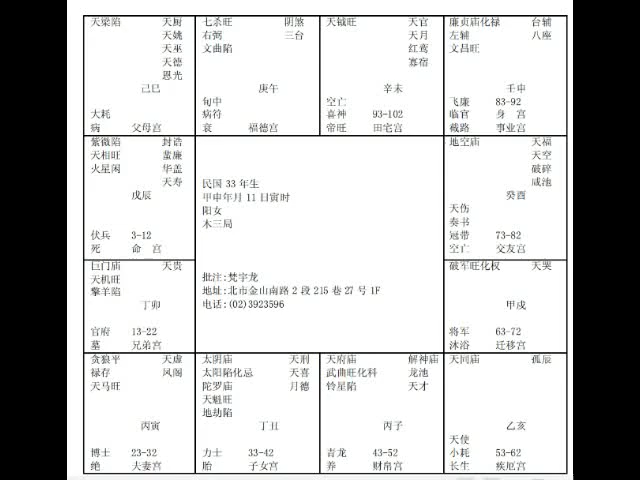 天梁陷 天厨
天姚
天巫
天德
恩光
己巳
大耗
病 父母宫
七杀旺 阴煞
右弼 三台
文曲陷
庚午
旬中
病符
衰 福德宫
天钺旺 天官
天月
红鸾
寡宿
辛未
空亡
喜神 93-102
帝旺 田宅宫
廉贞庙化禄 台辅
左辅 八座
文昌旺
壬申
飞廉 83-92
临官 身 宫
截路 事业宫
紫微陷 封诰
天相旺 蜚廉
火星闲 华盖
天寿
戊辰
伏兵 3-12
死 命 宫
民国 33 年生
甲申年月 11 日寅时
阳女
木三局
批注:梵宇龙
地址:北市金山南路 2 段 215 巷 27 号 1F
电话:(02)3923596
地空庙 天福
天空
破碎
咸池
癸酉
天伤
奏书
冠带 73-82
空亡 交友宫
巨门庙 天贵
天机旺
擎羊陷
丁卯
官府 13-22
墓 兄弟宫
破军旺化权 天哭
甲戌
将军 63-72
沐浴 迁移宫
贪狼平 天虚
禄存 凤阁
天马旺
丙寅
博士 23-32
绝 夫妻宫
太阴庙 天刑
太阳陷化忌 天喜
陀罗庙 月德
天魁旺
地劫陷
丁丑
力士 33-42
胎 子女宫
天府庙 解神庙
武曲旺化科 龙池
铃星陷 天才
丙子
青龙 43-52
养 财帛宫
天同庙 孤辰
乙亥
天使
小耗 53-62
长生 疾厄宫